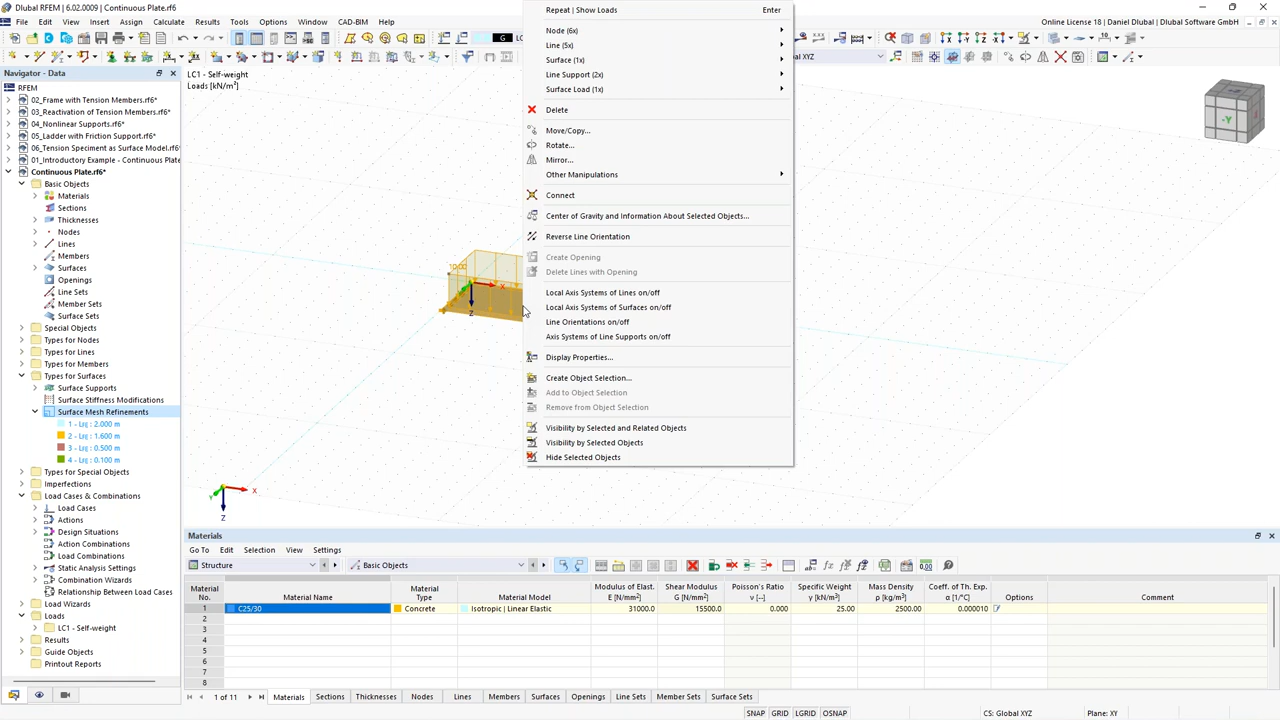 Dlubal RFEM | 6.02.0009 | Continuous Plate.rf6*
File Edit View Insert Assign Calculate Results Tools Options Window CAD-BIM Help
Online License 18 | Daniel Dlubal | Dlubal Software GmbH
G
al XYZ
Navigator - Data
RFEM
02_Frame with Tension Members.rf6*
03_Reactivation of Tension Members.rf6*
04_Nonlinear Supports.rf6*
05_Ladder with Friction Support.rf6*
06_Tension Speciment as Surface Model.rf6*
01_Introductory Example - Continuous Plate
Continuous Plate.rf6*
Basic Objects
Materials
Sections
Thicknesses
Nodes
Lines
Members
Surfaces
Openings
Line Sets
Member Sets
Surface Sets
Special Objects
Types for Nodes
Types for Lines
Types for Members
Types for Surfaces
Surface Supports
Surface Stiffness Modifications
Surface Mesh Refinements
1 - LFE : 2.000 m
2 - LFE : 1.600 m
3 - LFE : 0.500 m
4 - LFE : 0.100 m
Types for Special Objects
Imperfections
Load Cases & Combinations
Load Cases
Actions
Design Situations
Action Combinations
Load Combinations
Static Analysis Settings
Combination Wizards
Relationship Between Load Cases
Load Wizards
Loads
LC1 - Self-weight
Results
Guide Objects
Printout Reports
LC1 - Self-weight
Loads [kN/m²]
10.00
X
Z
Y
X
Z
-Y
Repeat | Show Loads Enter
Node (6x)
Line (5x)
Surface (1x)
Line Support (2x)
Surface Load (1x)
Delete
Move/Copy...
Rotate...
Mirror...
Other Manipulations
Connect
Center of Gravity and Information About Selected Objects...
Reverse Line Orientation
Create Opening
Delete Lines with Opening
Local Axis Systems of Lines on/off
Local Axis Systems of Surfaces on/off
Line Orientations on/off
Axis Systems of Line Supports on/off
Display Properties...
Create Object Selection...
Add to Object Selection
Remove from Object Selection
Visibility by Selected and Related Objects
Visibility by Selected Objects
Hide Selected Objects
Materials
Go To Edit Selection View Settings
Structure Basic Objects
Material No. Material Name Material Type Material Model Modulus of Elast. E [N/mm²] Shear Modulus G [N/mm²] Poisson's Ratio ν [--] Specific Weight γ [kN/m³] Mass Density ρ [kg/m³] Coeff. of Th. Exp. α [1/°C] Options Comment
1 C25/30 Concrete Isotropic | Linear Elastic 31000.0 15500.0 0.000 25.00 2500.00 0.000010
2
3
4
5
6
7
8
1 of 11 Materials Sections Thicknesses Nodes Lines Members Surfaces Openings Line Sets Member Sets Surface Sets
SNAP GRID LGRID OSNAP CS: Global XYZ Plane: XY